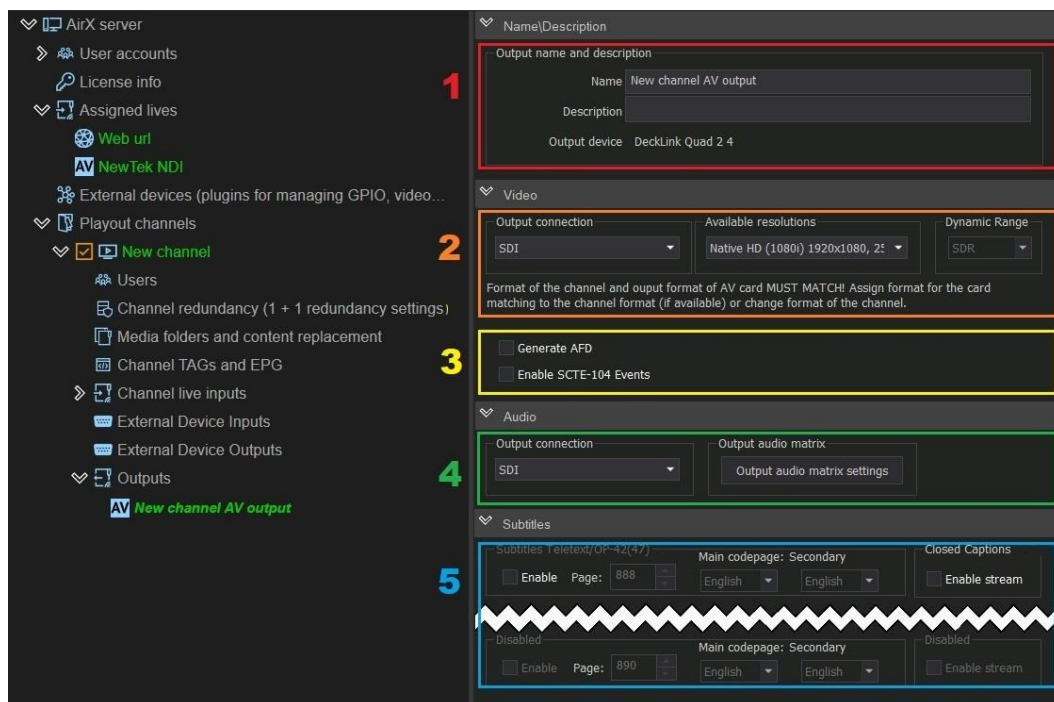 AirX server
User accounts
License info
Assigned lives
Web url
AV NewTek NDI
External devices (plugins for managing GPIO, video...
Playout channels
New channel
Users
Channel redundancy (1 + 1 redundancy settings)
Media folders and content replacement
Channel TAGs and EPG
Channel live inputs
External Device Inputs
External Device Outputs
Outputs
AV New channel AV output
1
Name\Description
Output name and description
Name New channel AV output
Description
Output device DeckLink Quad 2 4
2
Video
Output connection Available resolutions Dynamic Range
SDI Native HD (1080i) 1920x1080, 25 SDR
Format of the channel and ouput format of AV card MUST MATCH! Assign format for the card
matching to the channel format (if available) or change format of the channel.
3
Generate AFD
Enable SCTE-104 Events
4
Audio
Output connection Output audio matrix
SDI Output audio matrix settings
5
Subtitles
Subtitles Teletext/OP-42(47) Main codepage: Secondary Closed Captions
Enable Page: 888 English English Enable stream
Disabled Main codepage: Secondary Disabled
Enable Page: 890 English English Enable stream